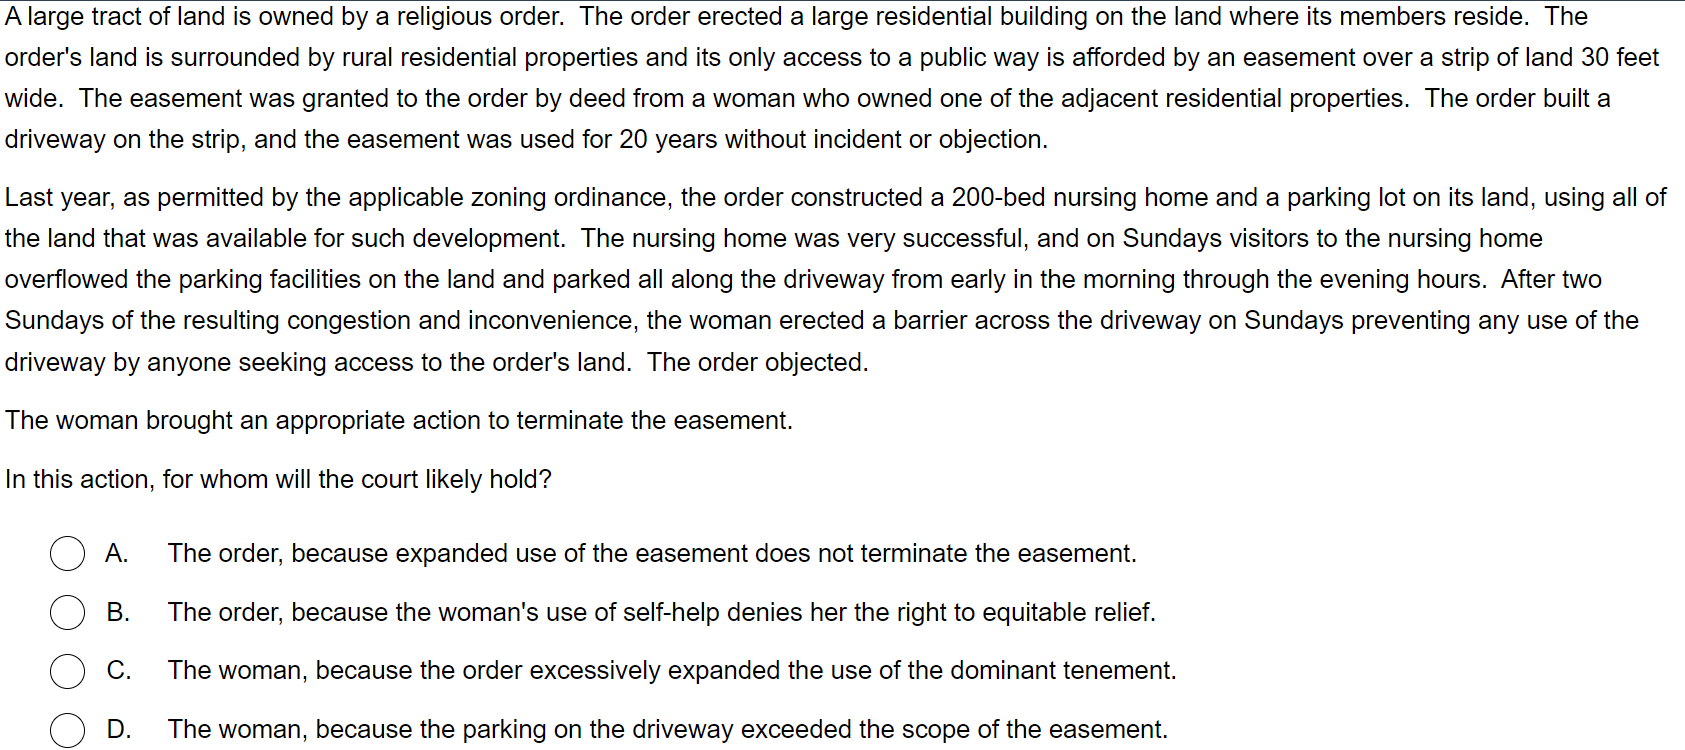 A large tract of land is owned by a religious order.  The order erected a large residential building on the land where its members reside.  The
order's land is surrounded by rural residential properties and its only access to a public way is afforded by an easement over a strip of land 30 feet
wide.  The easement was granted to the order by deed from a woman who owned one of the adjacent residential properties.  The order built a
driveway on the strip, and the easement was used for 20 years without incident or objection.
Last year, as permitted by the applicable zoning ordinance, the order constructed a 200-bed nursing home and a parking lot on its land, using all of
the land that was available for such development.  The nursing home was very successful, and on Sundays visitors to the nursing home
overflowed the parking facilities on the land and parked all along the driveway from early in the morning through the evening hours.  After two
Sundays of the resulting congestion and inconvenience, the woman erected a barrier across the driveway on Sundays preventing any use of the
driveway by anyone seeking access to the order's land.  The order objected.
The woman brought an appropriate action to terminate the easement.
In this action, for whom will the court likely hold?
A. The order, because expanded use of the easement does not terminate the easement.
B. The order, because the woman's use of self-help denies her the right to equitable relief.
C. The woman, because the order excessively expanded the use of the dominant tenement.
D. The woman, because the parking on the driveway exceeded the scope of the easement.